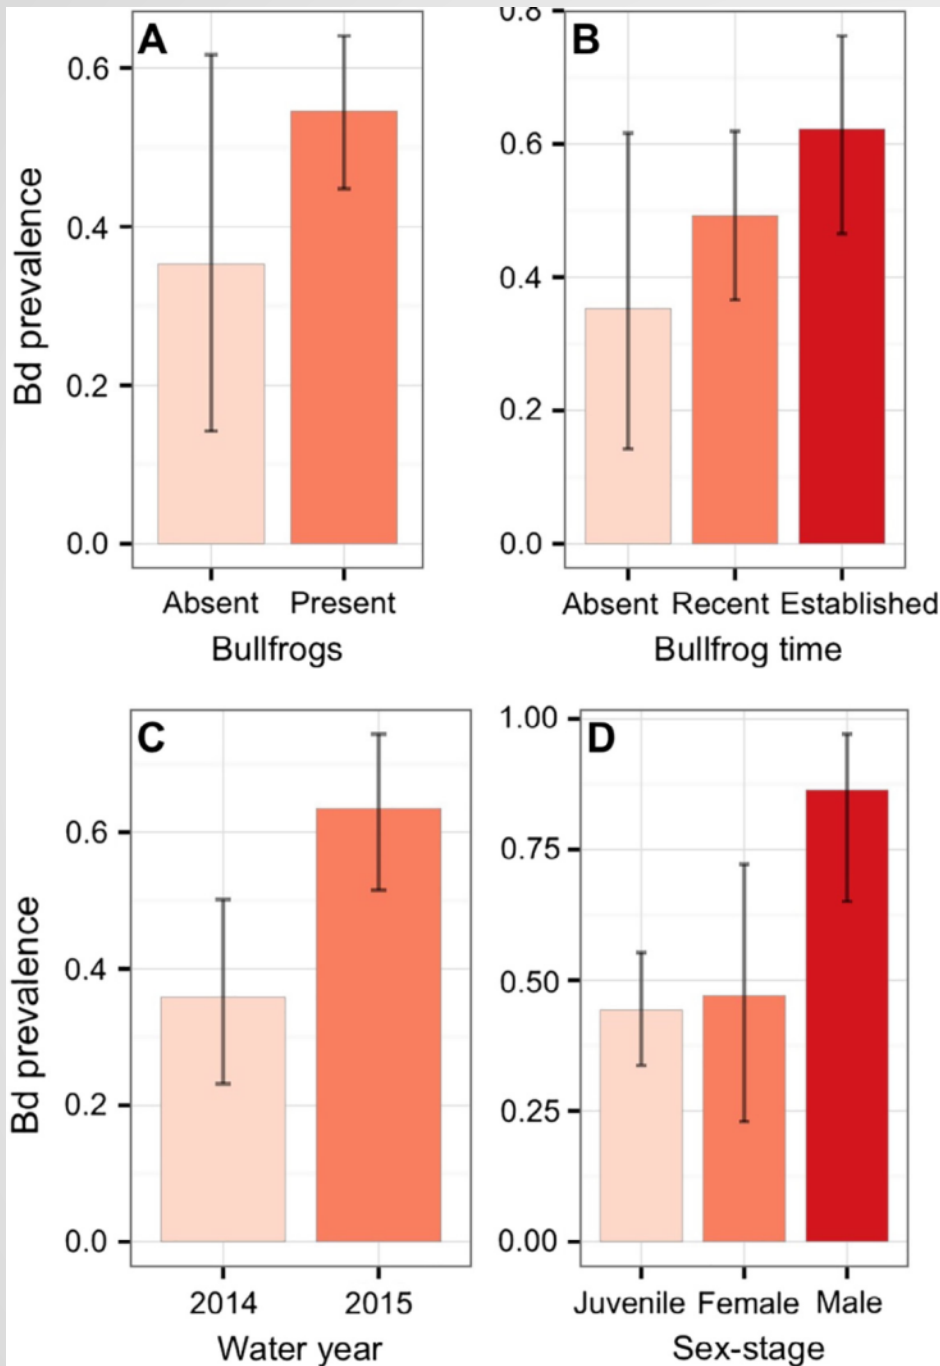 A
B
0.8
0.6
0.6
0.4
0.4
0.2
0.2
0.0
0.0
Bd prevalence
Absent Present
Absent Recent Established
Bullfrogs
Bullfrog time
C
D
1.00
0.6
0.75
0.4
0.50
0.2
0.25
0.0
0.00
Bd prevalence
2014 2015
Juvenile Female Male
Water year
Sex-stage